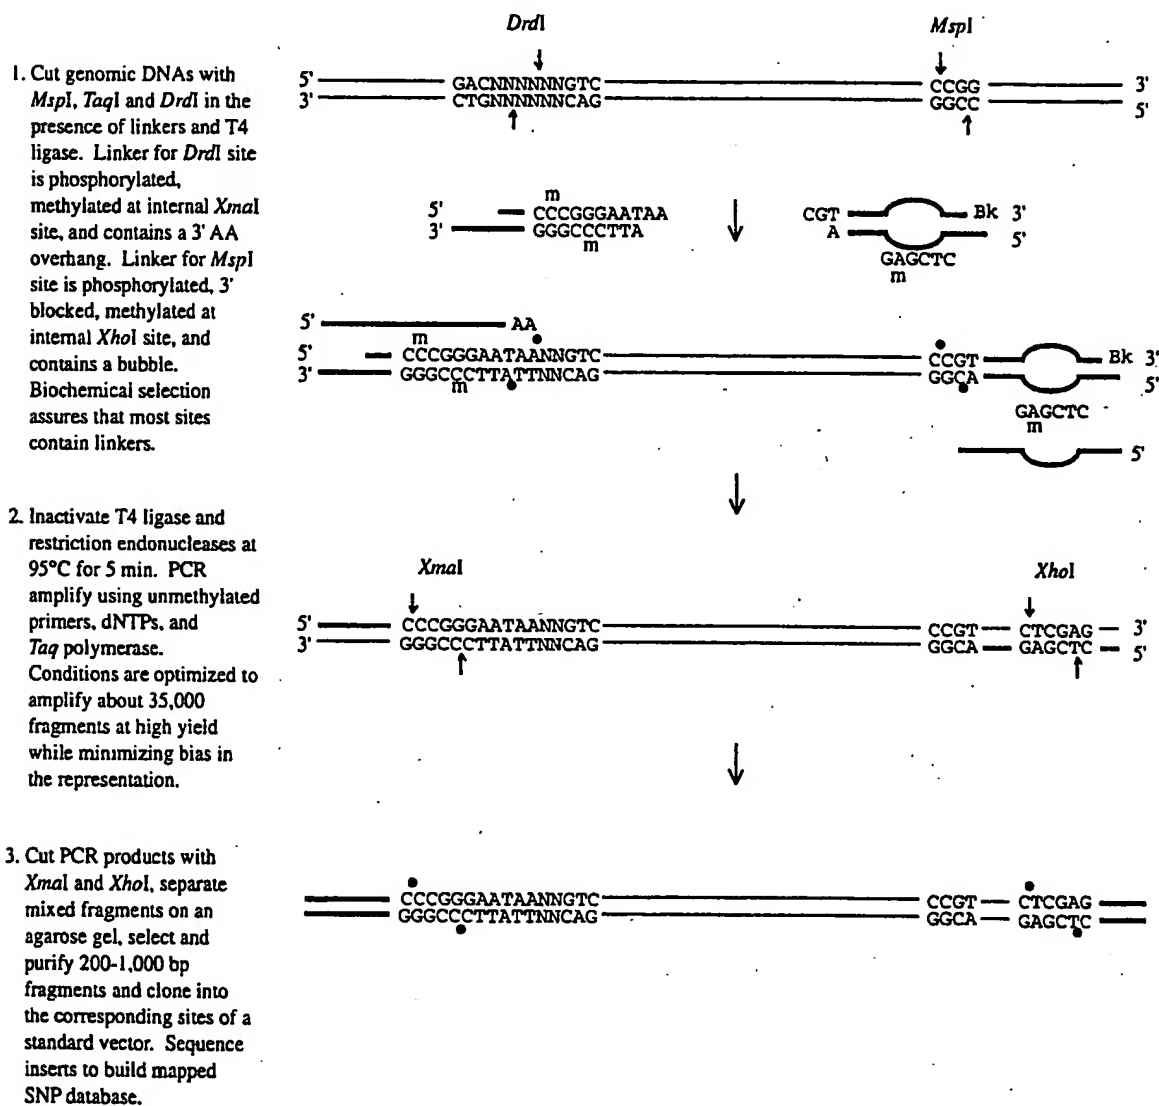 DrdI
MspI
1. Cut genomic DNAs with
MspI, TaqI and DrdI in the
presence of linkers and T4
ligase. Linker for DrdI site
is phosphorylated,
methylated at internal XmaI
site, and contains a 3' AA
overhang. Linker for MspI
site is phosphorylated, 3'
blocked, methylated at
internal XhoI site, and
contains a bubble.
Biochemical selection
assures that most sites
contain linkers.
5' GACNNNNNNGTC CCGG 3'
3' CTGNNNNNNCAG GGCC 5'
m
5' CCCGGGAATAA CGT Bk 3'
3' GGGCCCTTA A 5'
m GAGCTC
m
5' AA
m
5' CCCGGGAATAANNGTC CCGT Bk 3'
3' GGGCCCTTATTNNCAG GGCA 5'
m GAGCTC
m
5'
2. Inactivate T4 ligase and
restriction endonucleases at
95°C for 5 min. PCR
amplify using unmethylated
primers, dNTPs, and
Taq polymerase.
Conditions are optimized to
amplify about 35,000
fragments at high yield
while minimizing bias in
the representation.
XmaI XhoI
5' CCCGGGAATAANNGTC CCGT CTCGAG 3'
3' GGGCCCTTATTNNCAG GGCA GAGCTC 5'
3. Cut PCR products with
XmaI and XhoI, separate
mixed fragments on an
agarose gel, select and
purify 200-1,000 bp
fragments and clone into
the corresponding sites of a
standard vector. Sequence
inserts to build mapped
SNP database.
CCCGGGAATAANNGTC CCGT CTCGAG
GGGCCCTTATTNNCAG GGCA GAGCTC